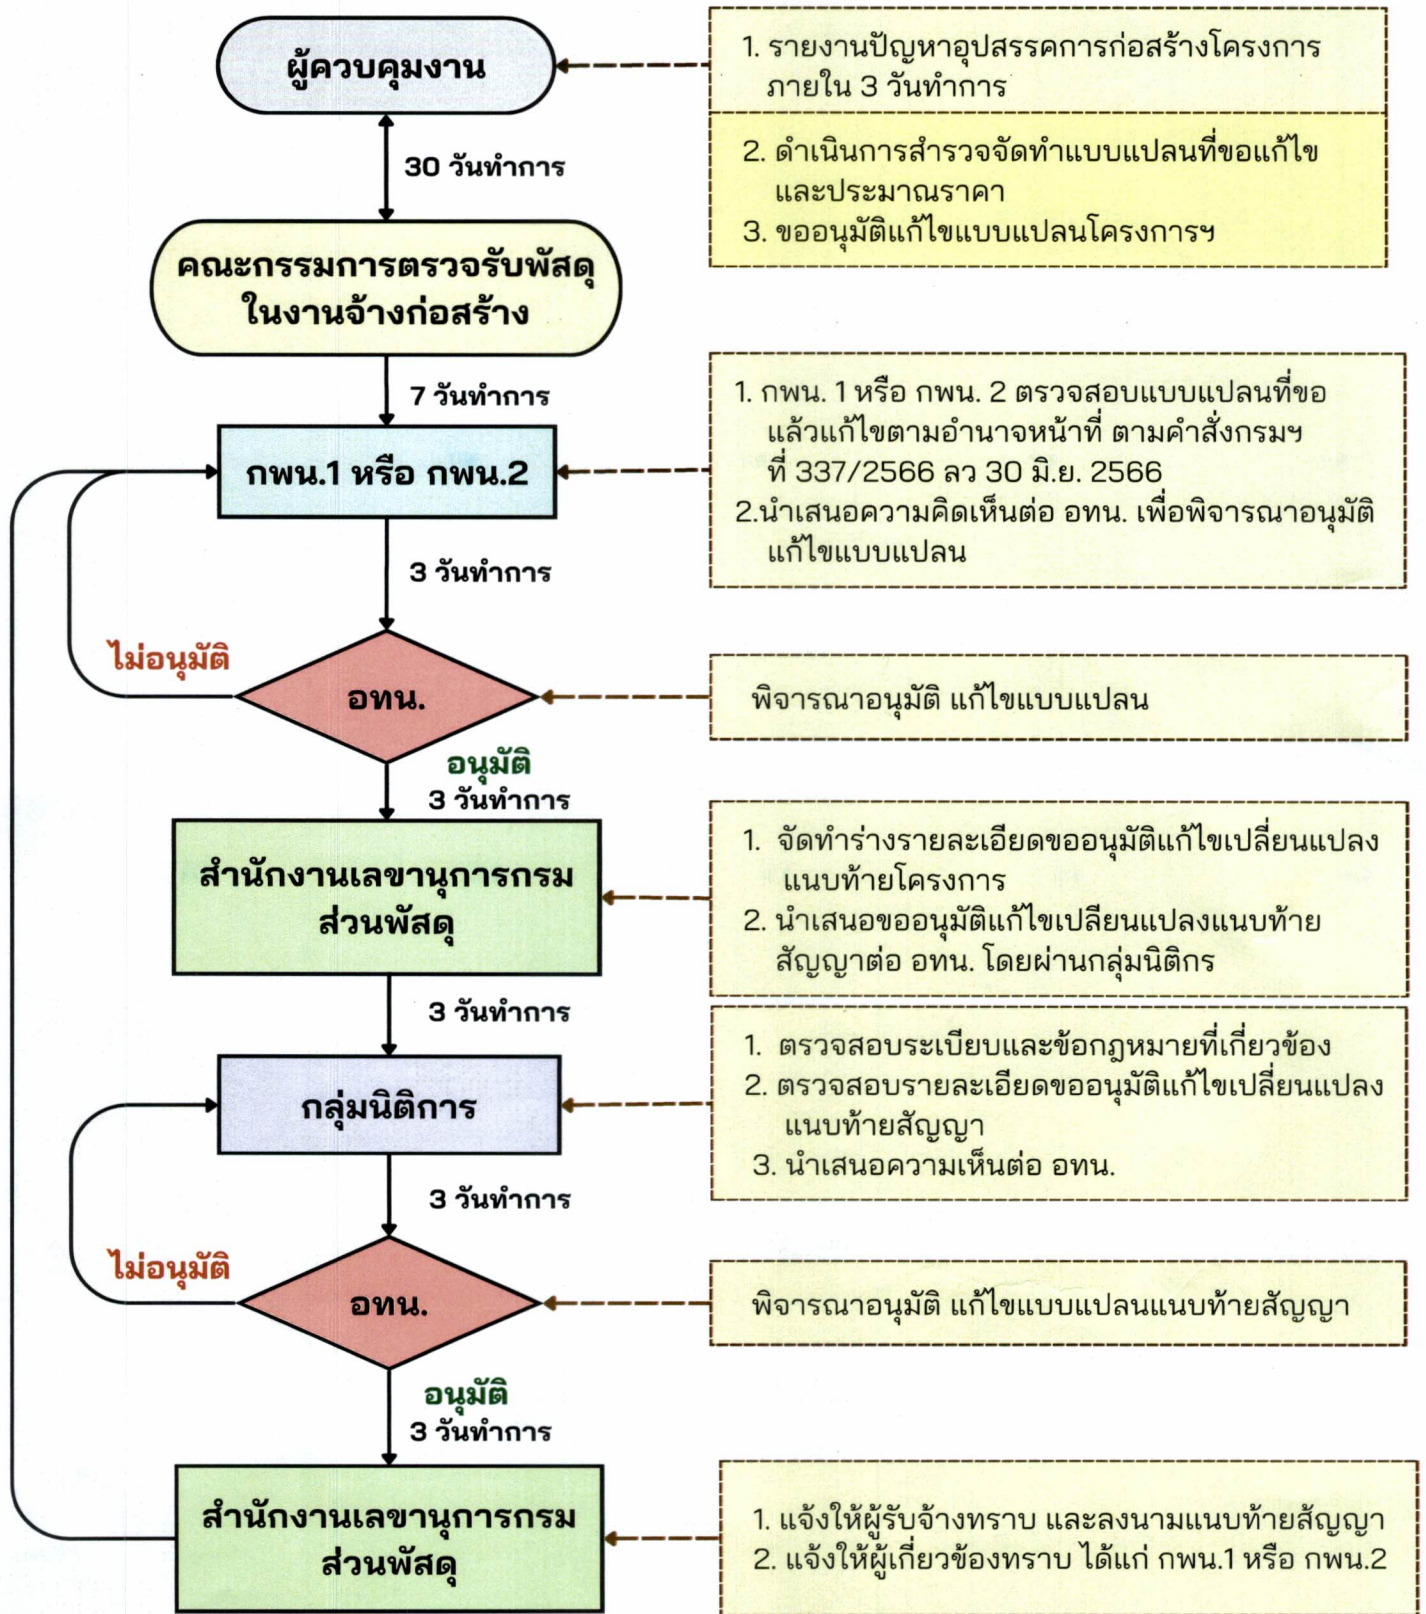 ผู้ควบคุมงาน
1. รายงานปัญหาอุปสรรคการก่อสร้างโครงการ
ภายใน 3 วันทำการ
30 วันทำการ
2. ดำเนินการสำรวจจัดทำแบบแปลนที่ขอแก้ไข
และประมาณราคา
3. ขออนุมัติแก้ไขแบบแปลนโครงการฯ
คณะกรรมการตรวจรับพัสดุ
ในงานจ้างก่อสร้าง
7 วันทำการ
กพน.1 หรือ กพน.2
1. กพน. 1 หรือ กพน. 2 ตรวจสอบแบบแปลนที่ขอ
แล้วแก้ไขตามอำนาจหน้าที่ ตามคำสั่งกรมฯ
ที่ 337/2566 ลว 30 มิ.ย. 2566
2.นำเสนอความคิดเห็นต่อ อทน. เพื่อพิจารณาอนุมัติ
แก้ไขแบบแปลน
3 วันทำการ
ไม่อนุมัติ
อทน.
พิจารณาอนุมัติ แก้ไขแบบแปลน
อนุมัติ
3 วันทำการ
สำนักงานเลขานุการกรม
ส่วนพัสดุ
1. จัดทำร่างรายละเอียดขออนุมัติแก้ไขเปลี่ยนแปลง
แนบท้ายโครงการ
2. นำเสนอขออนุมัติแก้ไขเปลียนแปลงแนบท้าย
สัญญาต่อ อทน. โดยผ่านกลุ่มนิติกร
3 วันทำการ
กลุ่มนิติการ
1. ตรวจสอบระเบียบและข้อกฎหมายที่เกี่ยวข้อง
2. ตรวจสอบรายละเอียดขออนุมัติแก้ไขเปลี่ยนแปลง
แนบท้ายสัญญา
3. นำเสนอความเห็นต่อ อทน.
3 วันทำการ
ไม่อนุมัติ
อทน.
พิจารณาอนุมัติ แก้ไขแบบแปลนแนบท้ายสัญญา
อนุมัติ
3 วันทำการ
สำนักงานเลขานุการกรม
ส่วนพัสดุ
1. แจ้งให้ผู้รับจ้างทราบ และลงนามแนบท้ายสัญญา
2. แจ้งให้ผู้เกี่ยวข้องทราบ ได้แก่ กพน.1 หรือ กพน.2